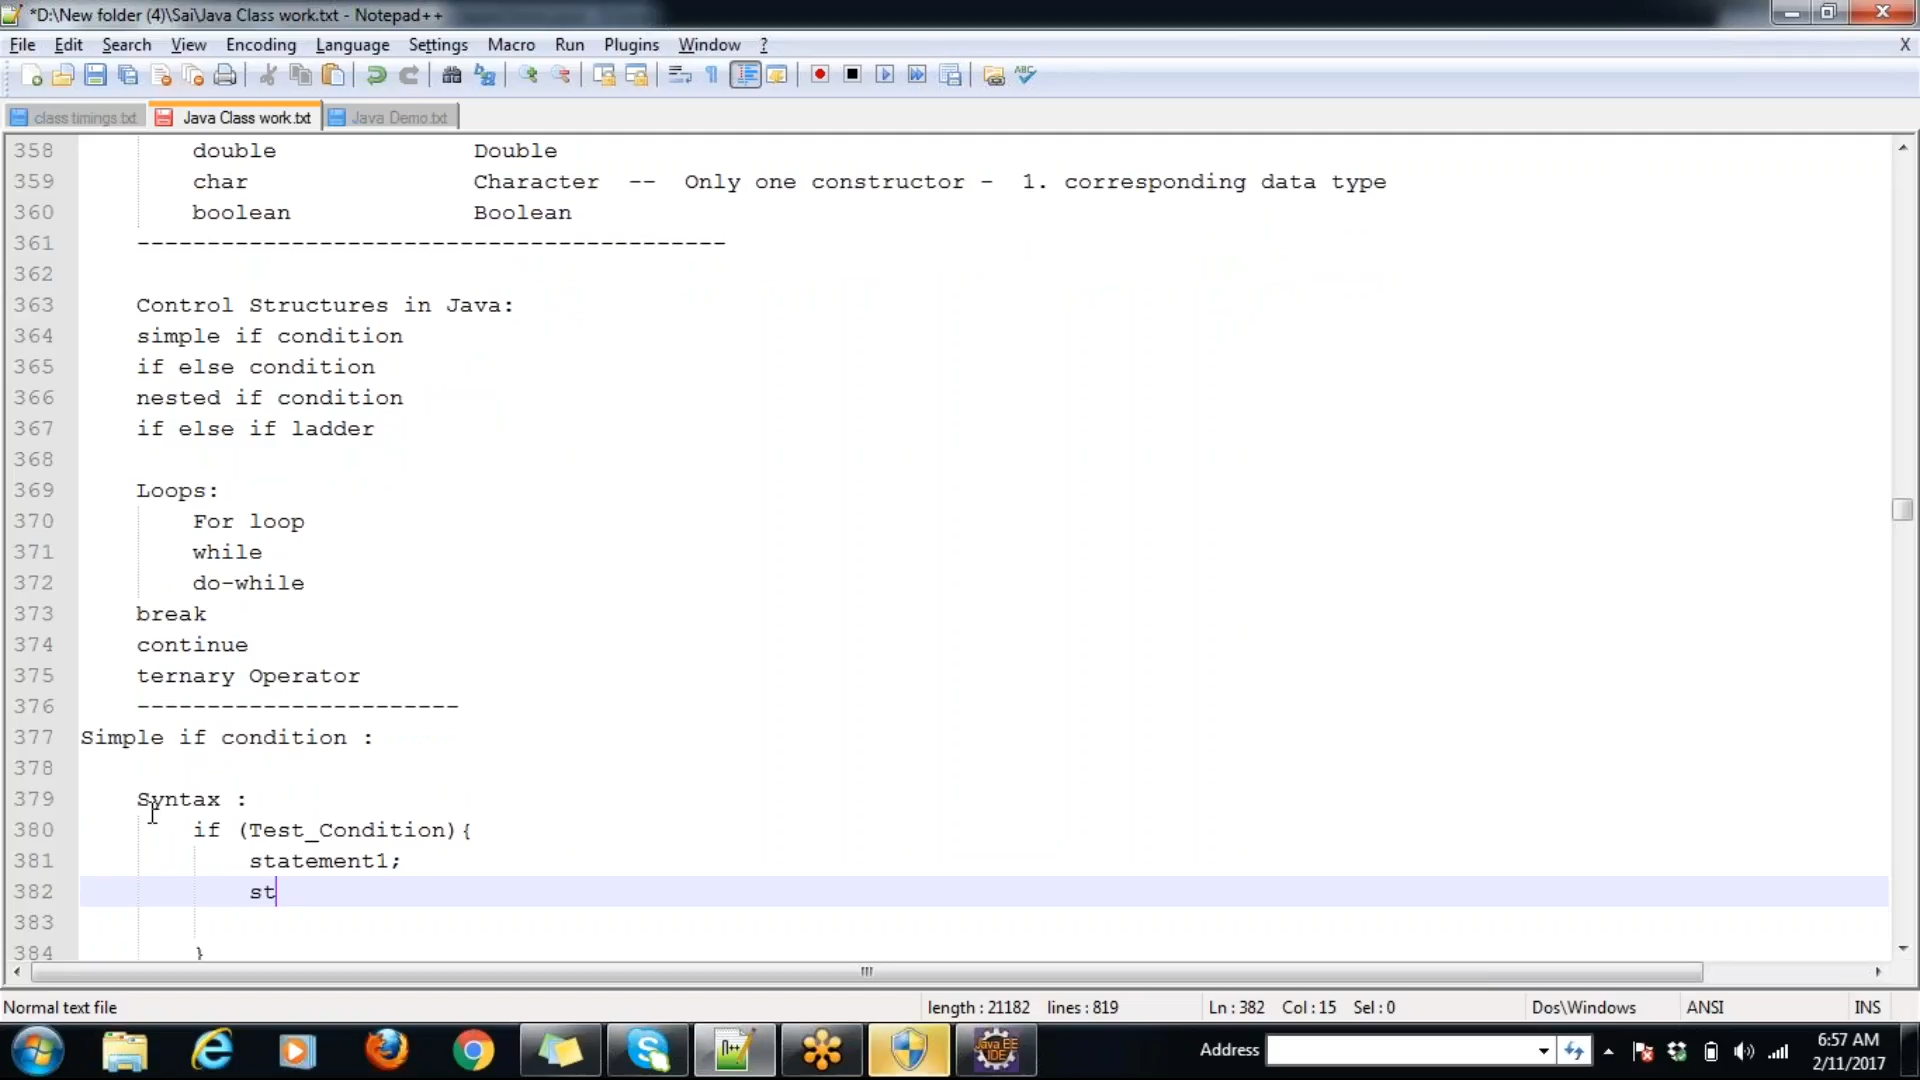 *D:\New folder (4)\Sai\Java Class work.txt - Notepad++
File Edit Search View Encoding Language Settings Macro Run Plugins Window ? X
class timings.txt Java Class work.txt Java Demo.txt
358 double Double
359 char Character -- Only one constructor - 1. corresponding data type
360 boolean Boolean
361 ------------------------------------------
362
363 Control Structures in Java:
364 simple if condition
365 if else condition
366 nested if condition
367 if else if ladder
368
369 Loops:
370 For loop
371 while
372 do-while
373 break
374 continue
375 ternary Operator
376 -----------------------
377 Simple if condition :
378
379 Syntax :
380 if (Test_Condition){
381 statement1;
382 st
383
384 }
Normal text file length : 21182 lines : 819 Ln : 382 Col : 15 Sel : 0 Dos\Windows ANSI INS
Java EE IDE
Address
6:57 AM
2/11/2017